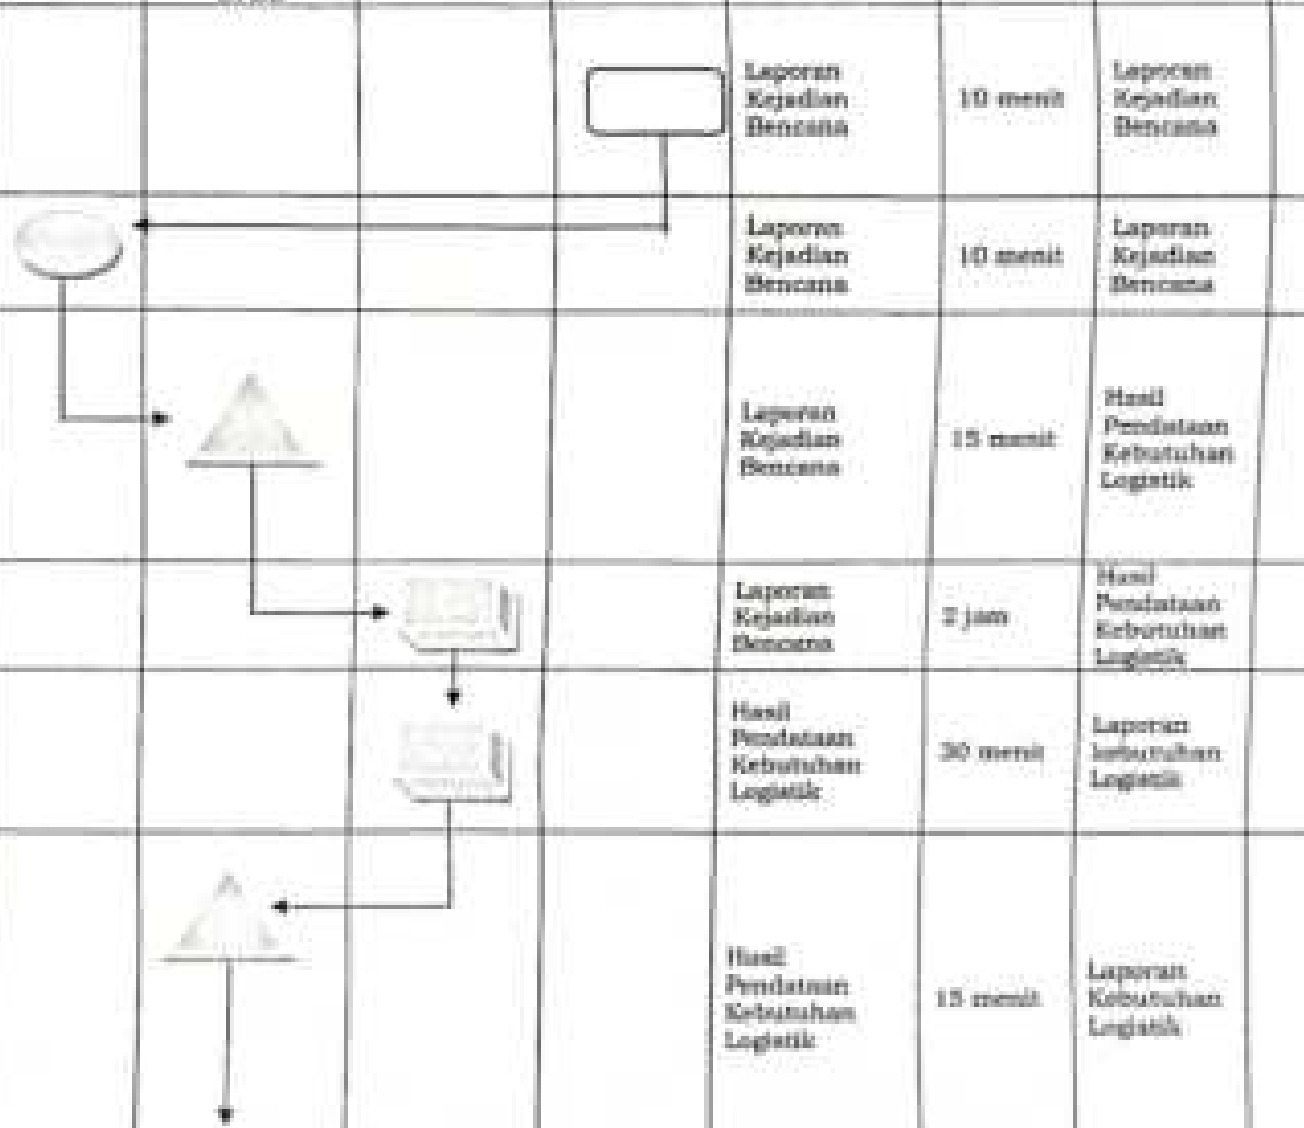 Laporan
Kejadian
Bencana
10 menit
Laporan
Kejadian
Bencana
Laporan
Kejadian
Bencana
10 menit
Laporan
Kejadian
Bencana
Laporan
Kejadian
Bencana
15 menit
Hasil
Pendataan
Kebutuhan
Logistik
Laporan
Kejadian
Bencana
2 jam
Hasil
Pendataan
Kebutuhan
Logistik
Hasil
Pendataan
Kebutuhan
Logistik
30 menit
Laporan
kebutuhan
Logistik
Hasil
Pendataan
Kebutuhan
Logistik
15 menit
Laporan
Kebutuhan
Logistik